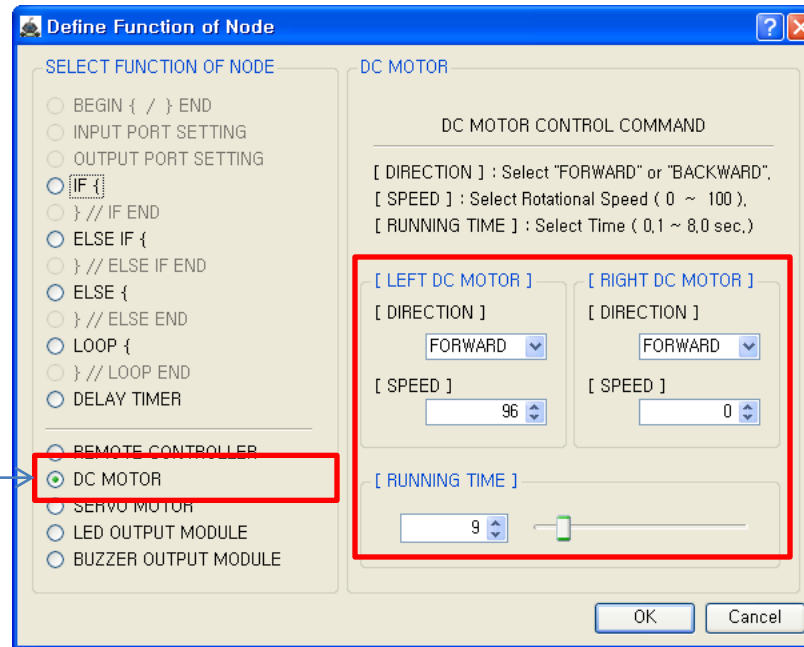 Define Function of Node
SELECT FUNCTION OF NODE
BEGIN { / } END
INPUT PORT SETTING
OUTPUT PORT SETTING
IF {
} // IF END
ELSE IF {
} // ELSE IF END
ELSE {
} // ELSE END
LOOP {
} // LOOP END
DELAY TIMER
REMOTE CONTROLLER
DC MOTOR
SERVO MOTOR
LED OUTPUT MODULE
BUZZER OUTPUT MODULE
DC MOTOR
DC MOTOR CONTROL COMMAND
[ DIRECTION ] : Select "FORWARD" or "BACKWARD".
[ SPEED ] : Select Rotational Speed ( 0 ~ 100 ).
[ RUNNING TIME ] : Select Time ( 0.1 ~ 8.0 sec.)
[ LEFT DC MOTOR ]
[ DIRECTION ]
FORWARD
[ SPEED ]
96
[ RIGHT DC MOTOR ]
[ DIRECTION ]
FORWARD
[ SPEED ]
0
[ RUNNING TIME ]
9
OK Cancel